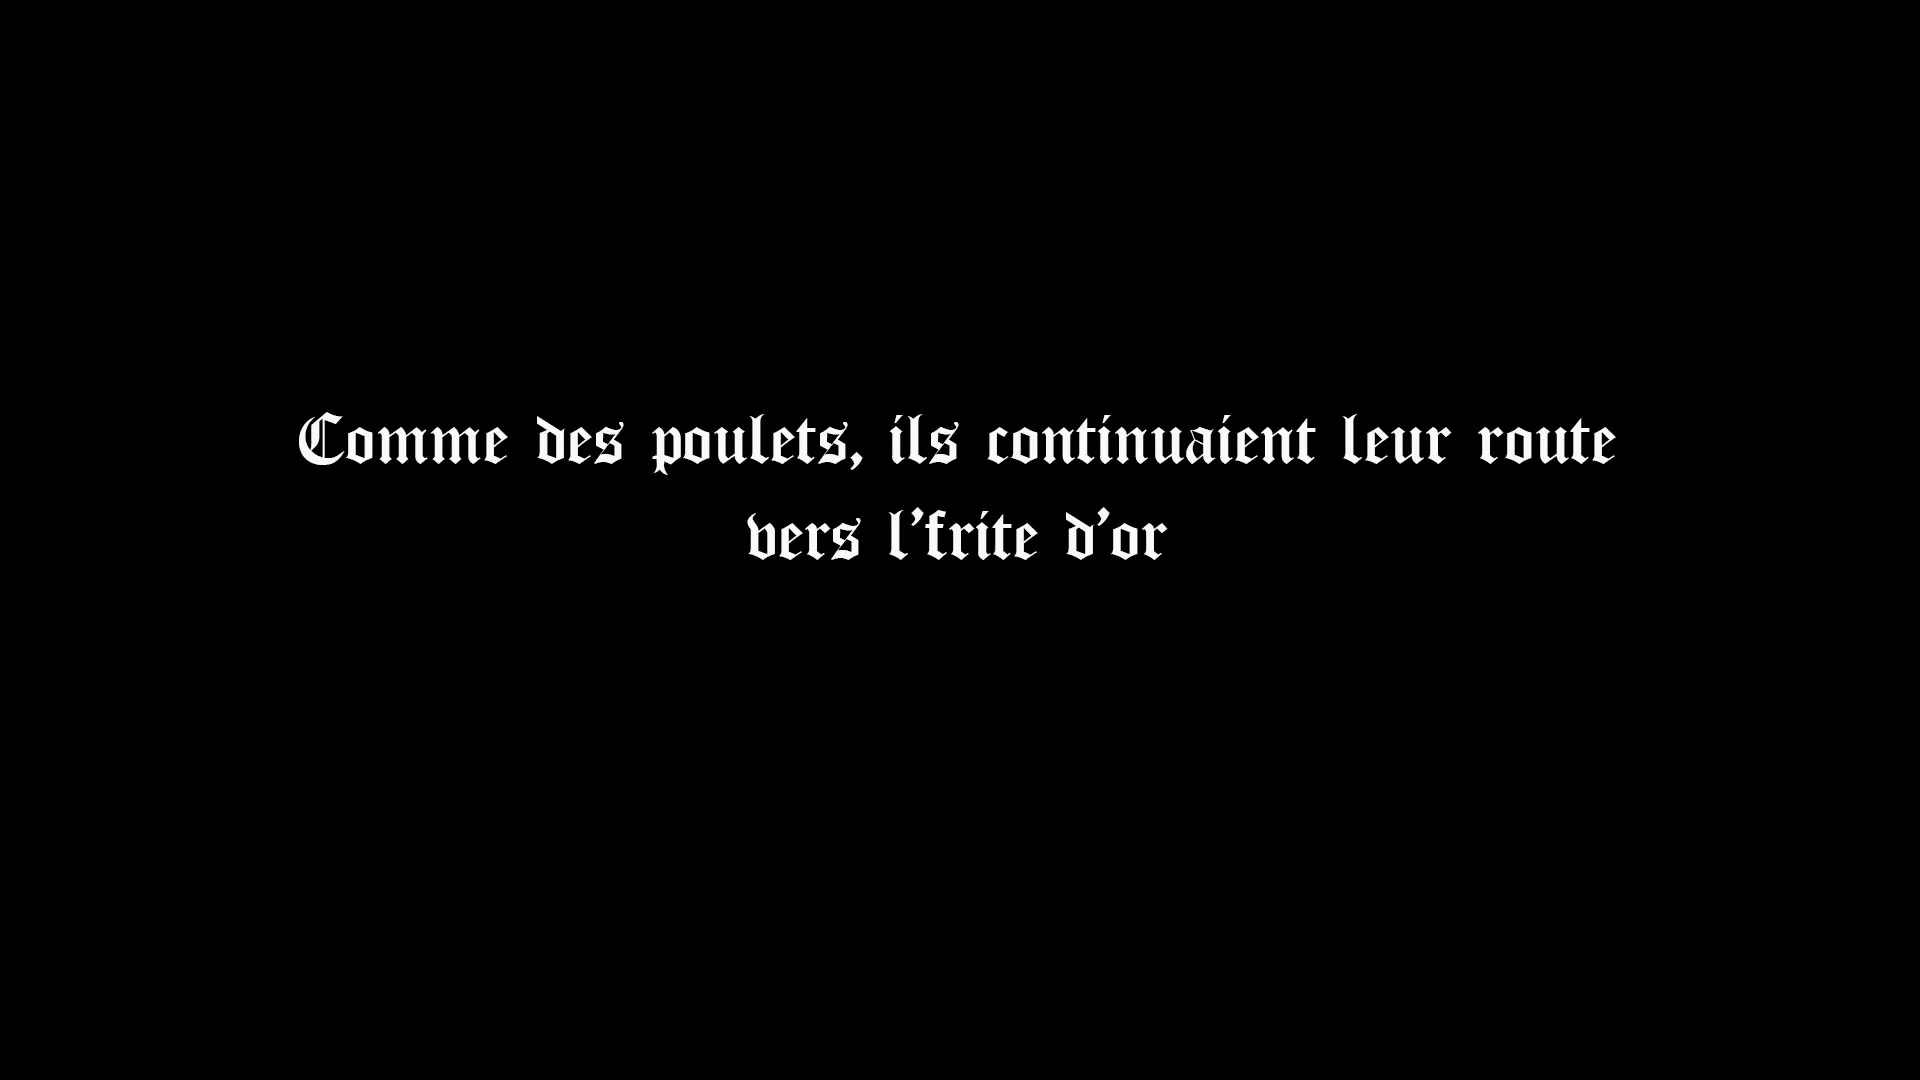 Comme des poulets, ils continuaient leur route
vers l'frite d'or